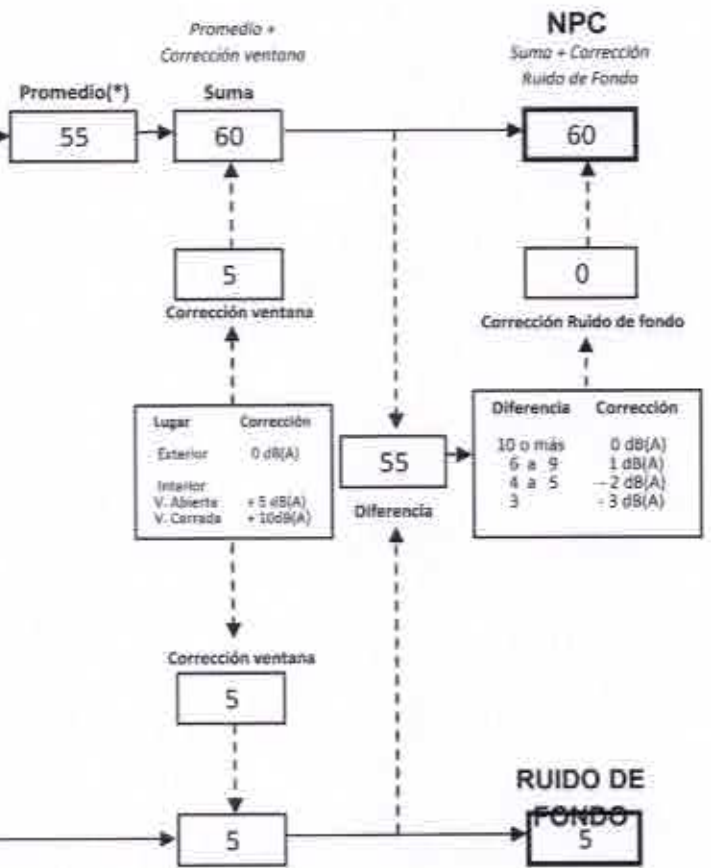 Promedio +
Corrección ventana
NPC
Suma + Corrección
Ruido de Fondo
Promedio(*)
Suma
55
60
60
5
0
Corrección ventana
Corrección Ruido de fondo
Lugar Corrección
Exterior 0 dB(A)
Interior
V. Abierta + 5 dB(A)
V. Cerrada + 10dB(A)
55
Diferencia
Diferencia Corrección
10 o más 0 dB(A)
6 a 9 1 dB(A)
4 a 5 - 2 dB(A)
3 - 3 dB(A)
Corrección ventana
5
RUIDO DE
FONDO
5
5